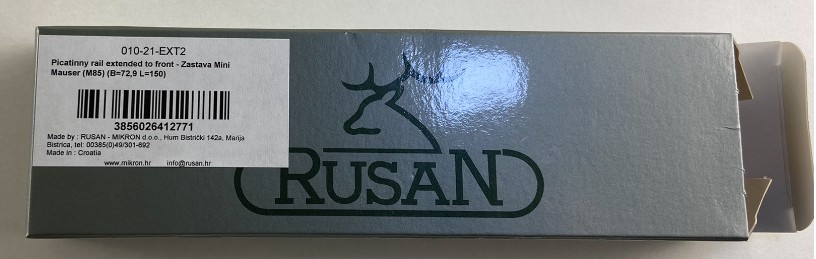 010-21-EXT2
Picatinny rail extended to front - Zastava Mini
Mauser (M85) (B=72,9 L=150)
3856026412771
Made by : RUSAN - MIKRON d.o.o., Hum Bistrički 142a, Marija
Bistrica, tel: 00385(0)49/301-692
Made in : Croatia
www.mikron.hr info@rusan.hr
RUSAN